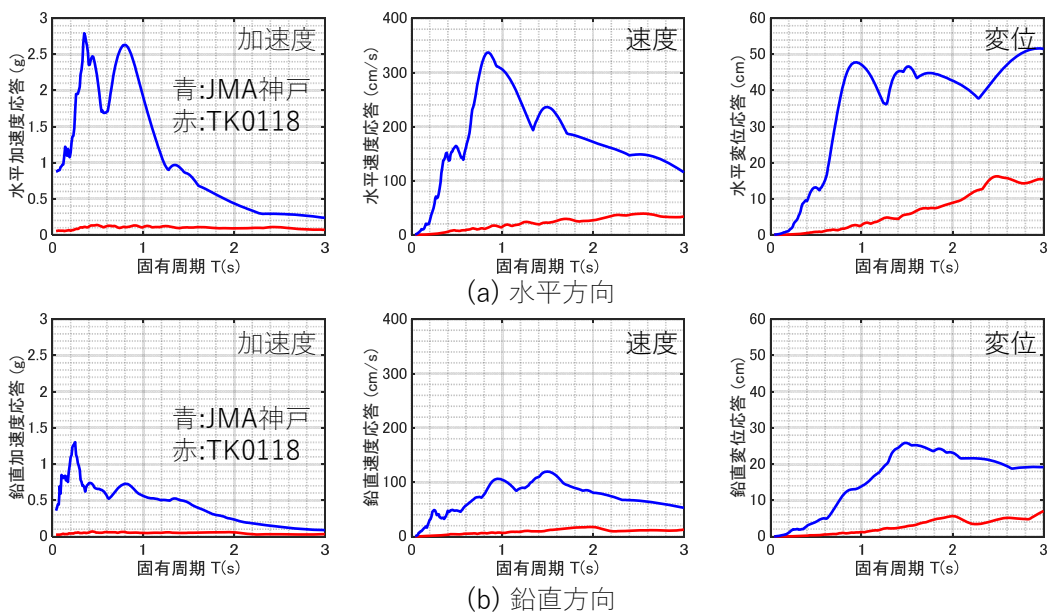 加速度
青:JMA神戸
赤:TK0118
水平加速度応答 (g)
3
2.5
2
1.5
1
0.5
0
0 1 2 3
固有周期 T(s)
速度
水平速度応答 (cm/s)
400
300
200
100
0
0 1 2 3
固有周期 T(s)
変位
水平変位応答 (cm)
60
50
40
30
20
10
0
0 1 2 3
固有周期 T(s)
(a) 水平方向
加速度
青:JMA神戸
赤:TK0118
鉛直加速度応答 (g)
3
2.5
2
1.5
1
0.5
0
0 1 2 3
固有周期 T(s)
速度
鉛直速度応答 (cm/s)
400
300
200
100
0
0 1 2 3
固有周期 T(s)
変位
鉛直変位応答 (cm)
60
50
40
30
20
10
0
0 1 2 3
固有周期 T(s)
(b) 鉛直方向